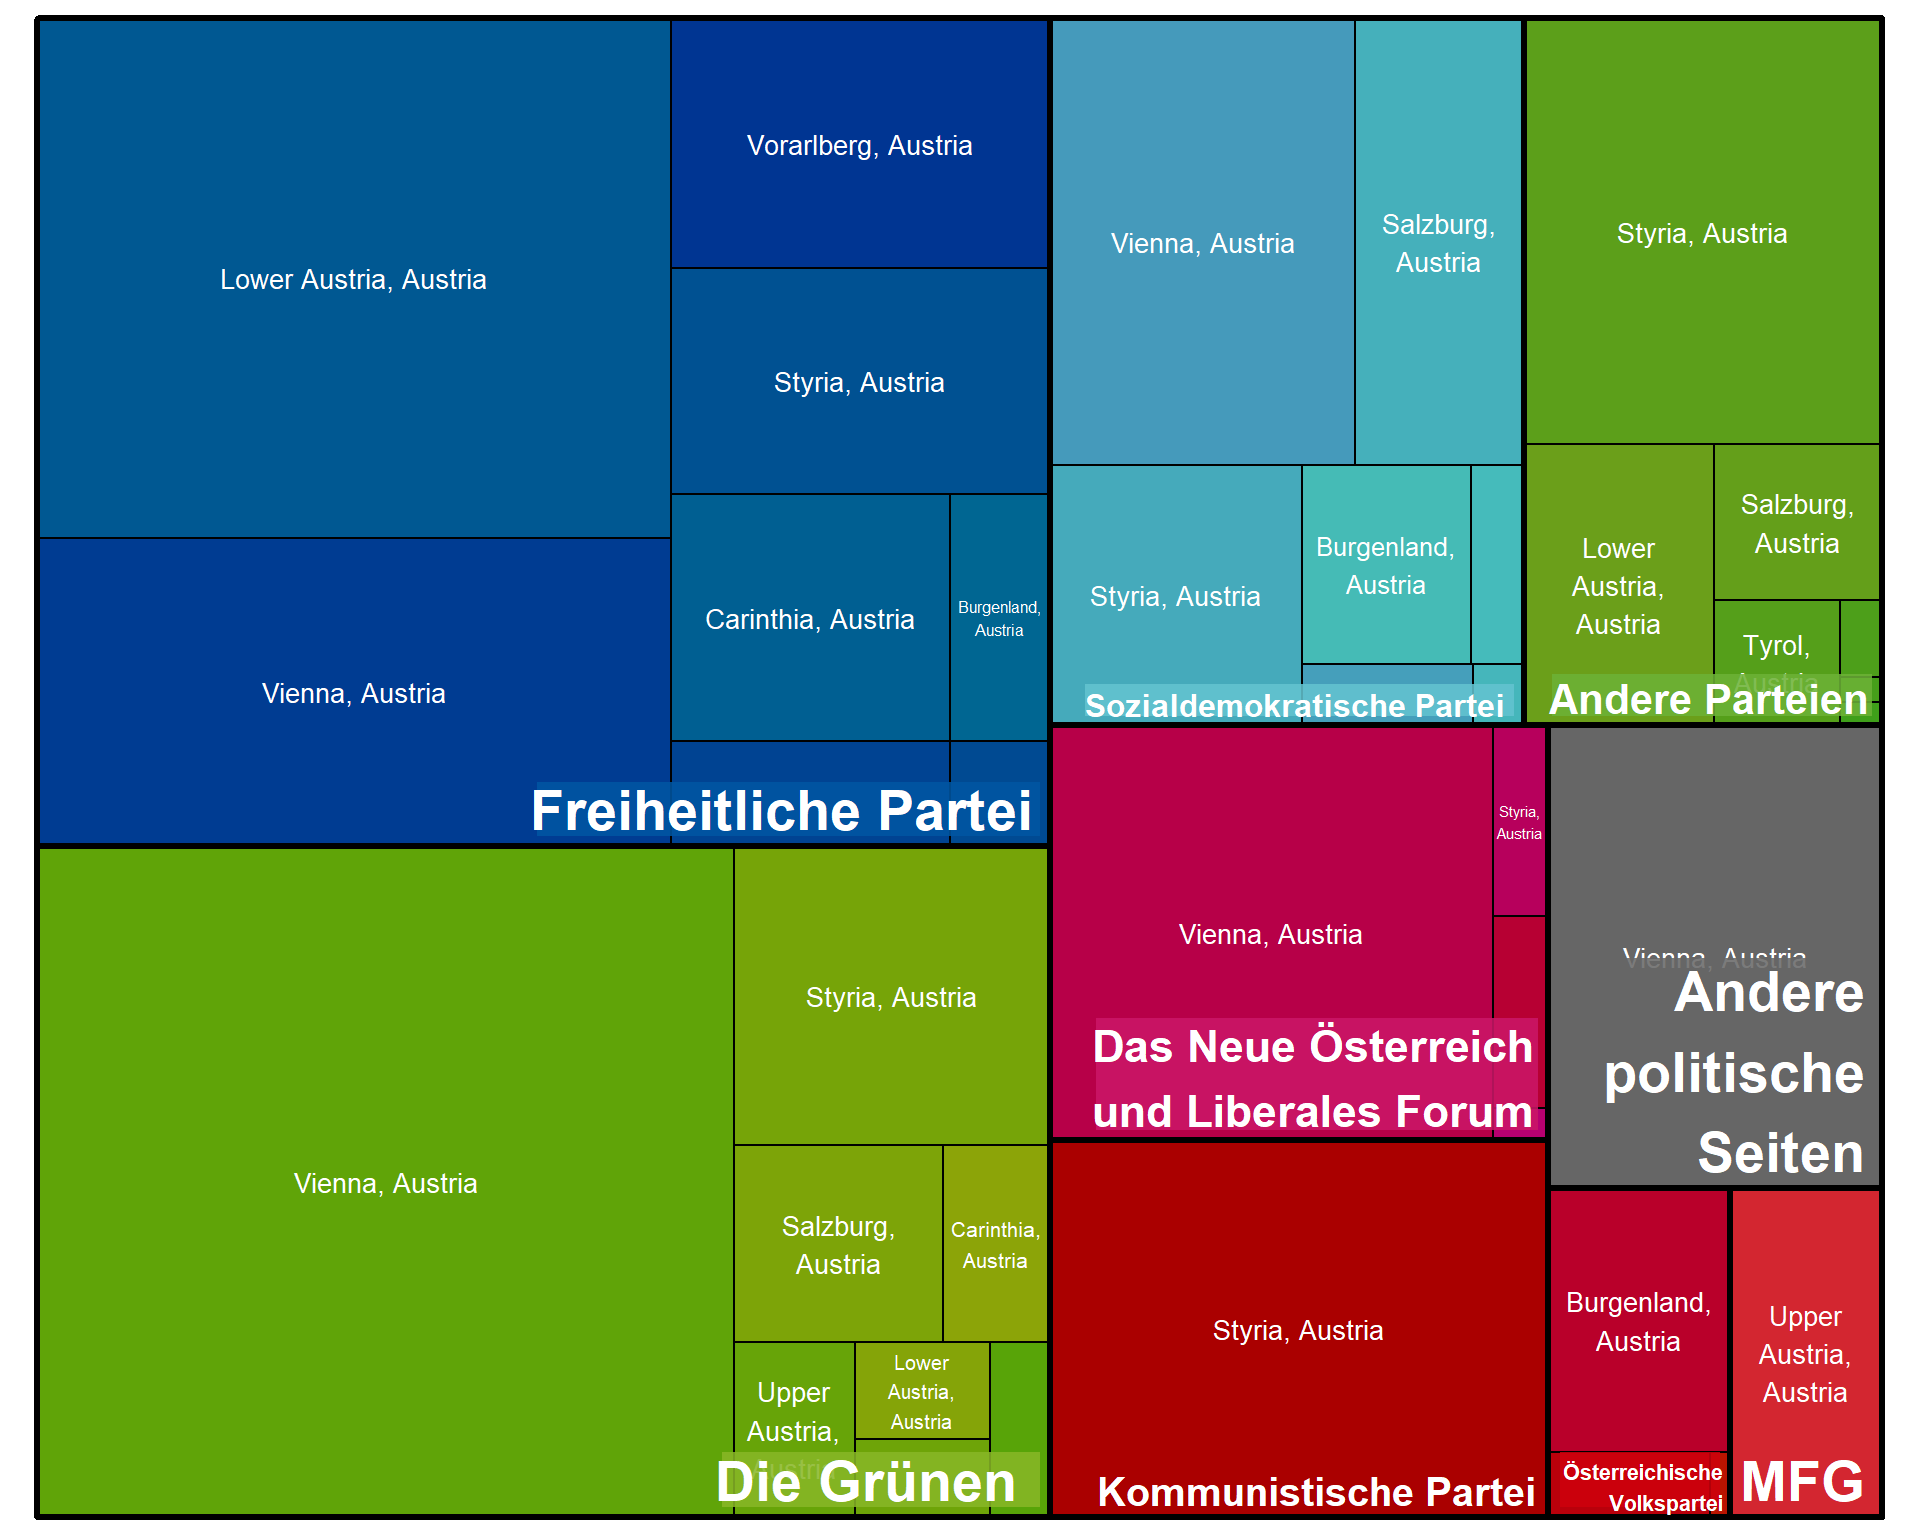 Lower Austria, Austria
Vorarlberg, Austria
Styria, Austria
Vienna, Austria
Carinthia, Austria
Burgenland,
Austria
Freiheitliche Partei
Vienna, Austria
Styria, Austria
Salzburg,
Austria
Carinthia,
Austria
Upper
Austria,
Austria
Lower
Austria,
Austria
Die Grünen
Vienna, Austria
Salzburg,
Austria
Styria, Austria
Burgenland,
Austria
Sozialdemokratische Partei
Styria, Austria
Lower
Austria,
Austria
Salzburg,
Austria
Tyrol,
Austria
Andere Parteien
Vienna, Austria
Styria,
Austria
Das Neue Österreich
und Liberales Forum
Vienna, Austria
Andere
politische
Seiten
Styria, Austria
Kommunistische Partei
Burgenland,
Austria
Österreichische
Volkspartei
Upper
Austria,
Austria
MFG